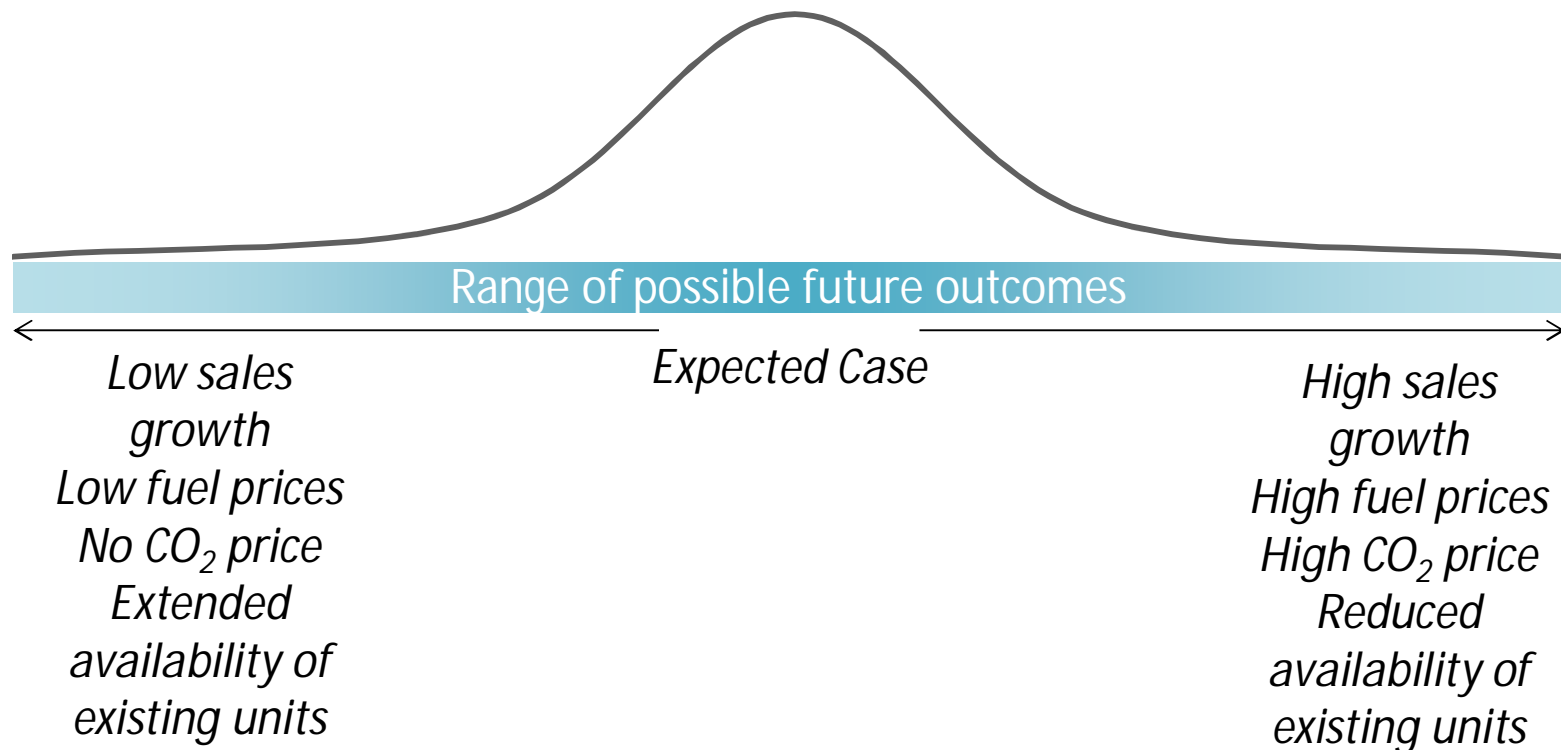 Range of possible future outcomes
Expected Case
Low sales
growth
Low fuel prices
No CO₂ price
Extended
availability of
existing units
High sales
growth
High fuel prices
High CO₂ price
Reduced
availability of
existing units